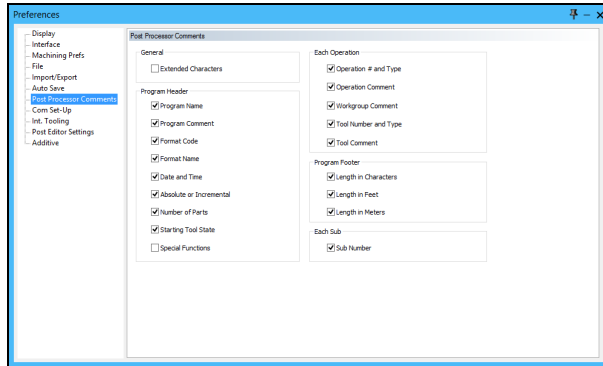 Preferences
Display
Interface
Machining Prefs
File
Import/Export
Auto Save
Post Processor Comments
Com Set-Up
Int. Tooling
Post Editor Settings
Additive
Post Processor Comments
General
Extended Characters
Program Header
Program Name
Program Comment
Format Code
Format Name
Date and Time
Absolute or Incremental
Number of Parts
Starting Tool State
Special Functions
Each Operation
Operation # and Type
Operation Comment
Workgroup Comment
Tool Number and Type
Tool Comment
Program Footer
Length in Characters
Length in Feet
Length in Meters
Each Sub
Sub Number